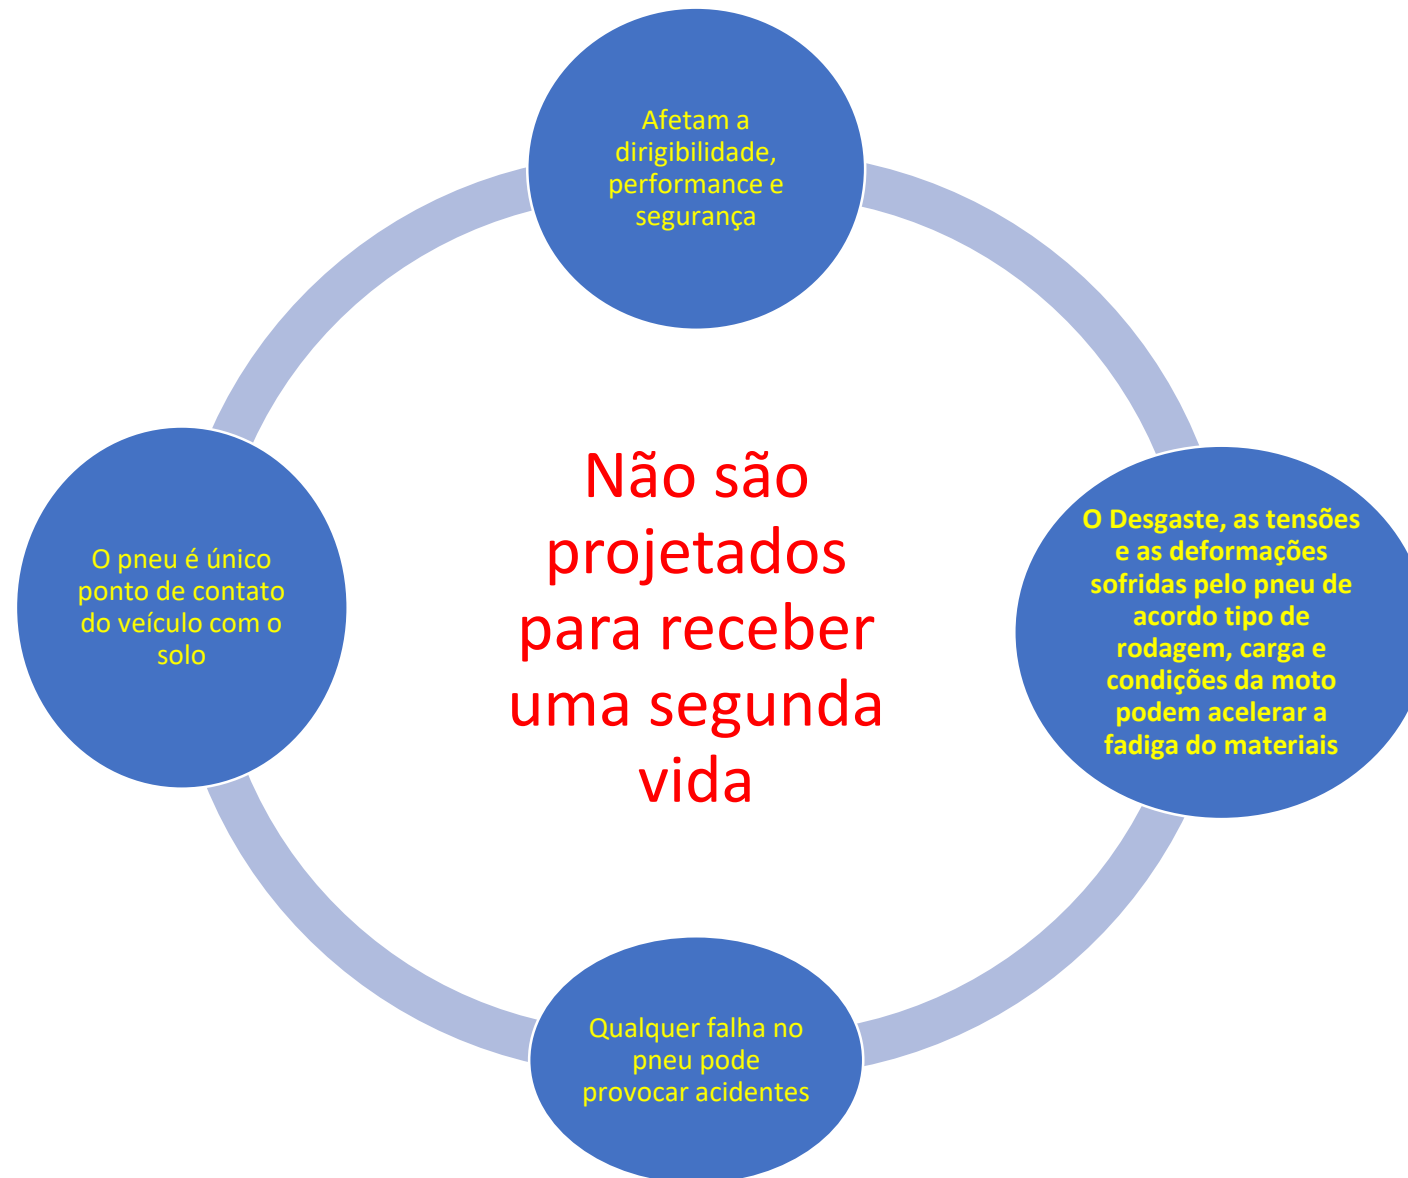 Afetam a
dirigibilidade,
performance e
segurança
Não são
projetados
para receber
uma segunda
vida
O Desgaste, as tensões
e as deformações
sofridas pelo pneu de
acordo tipo de
rodagem, carga e
condições da moto
podem acelerar a
fadiga do materiais
O pneu é único
ponto de contato
do veículo com o
solo
Qualquer falha no
pneu pode
provocar acidentes